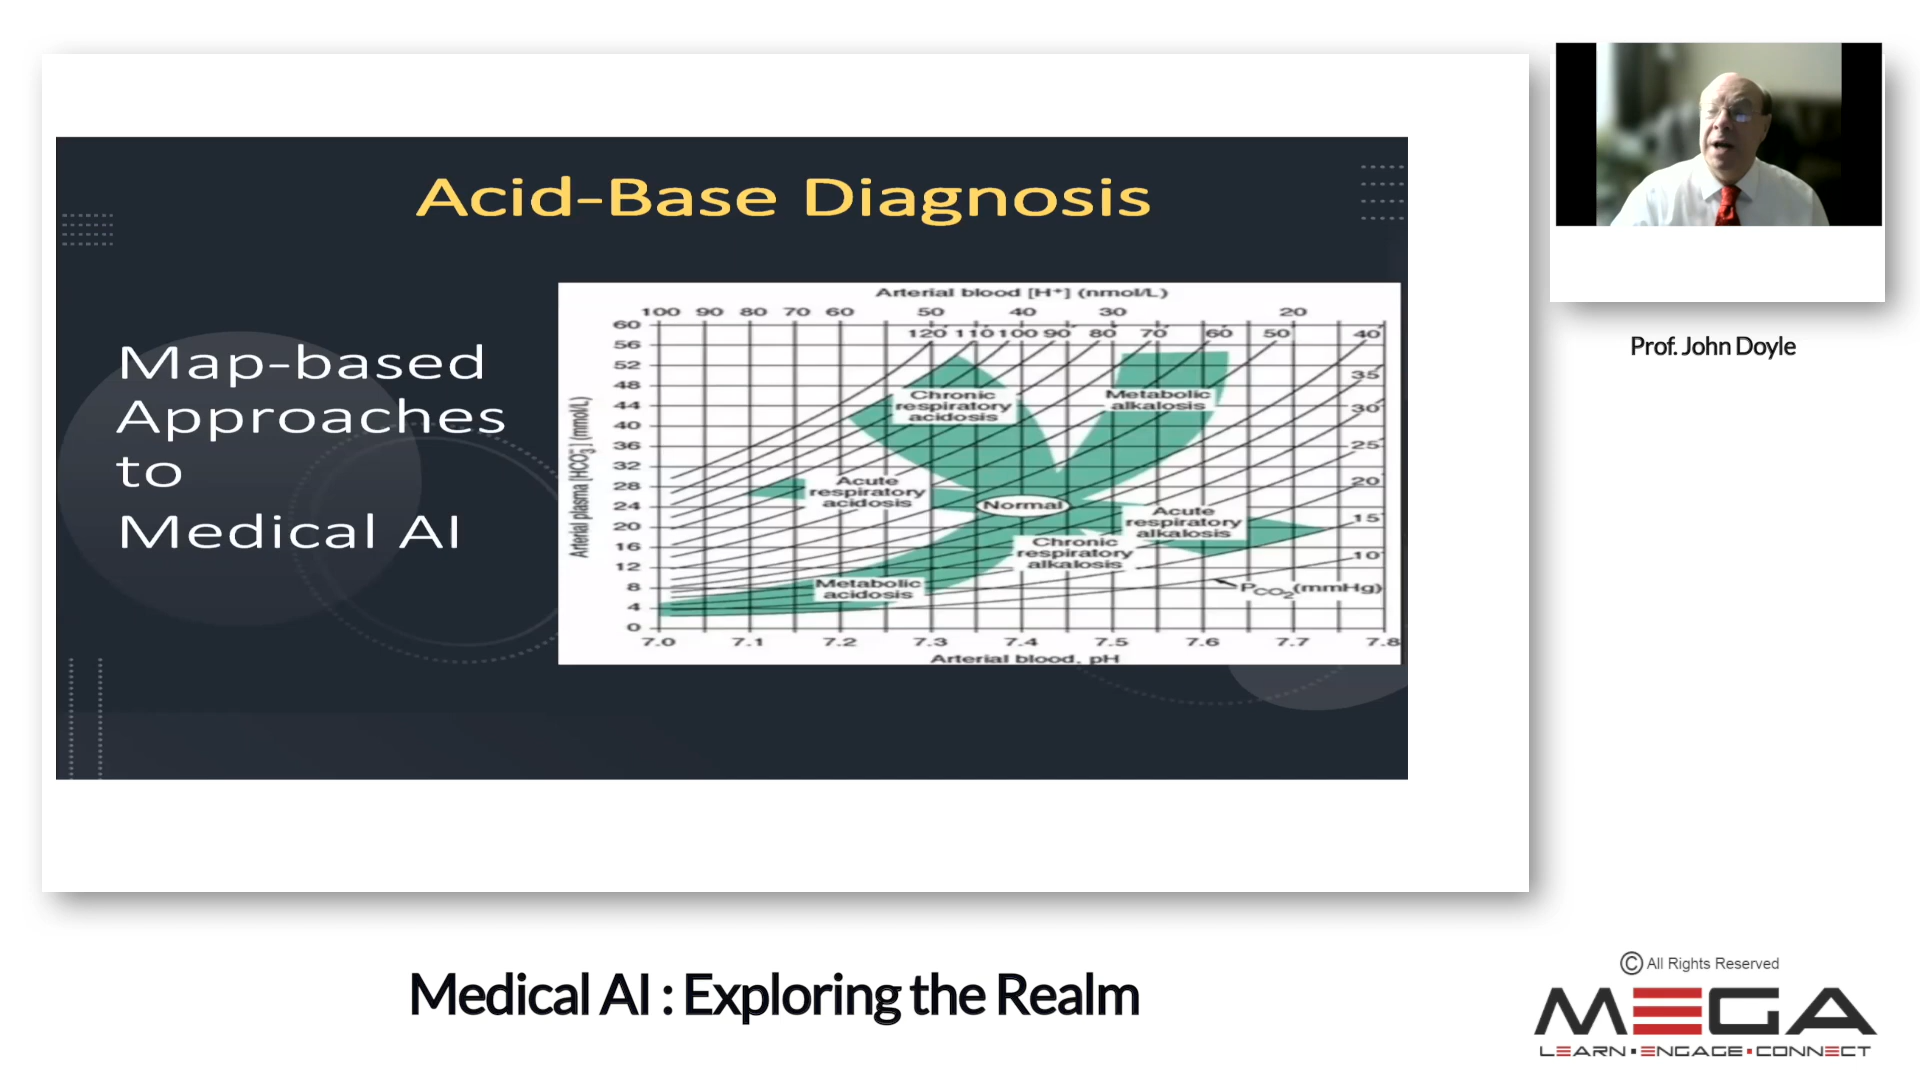 Acid-Base Diagnosis
Map-based
Approaches
to
Medical AI
Arterial blood [H⁺] (nmol/L)
100 90 80 70 60 50 40 30 20
120 110 100 90 80 70 60 50 40
35
30
25
20
15
10
60
56
52
48
44
40
36
32
28
24
20
16
12
8
4
0
Arterial plasma [HCO₃⁻] (mmol/L)
Chronic
respiratory
acidosis
Metabolic
alkalosis
Acute
respiratory
acidosis
Normal
Acute
respiratory
alkalosis
Chronic
respiratory
alkalosis
Metabolic
acidosis
PCO₂(mmHg)
7.0 7.1 7.2 7.3 7.4 7.5 7.6 7.7 7.8
Arterial blood, pH
Prof. John Doyle
Medical AI : Exploring the Realm
© All Rights Reserved
MEGA
LEARN▪ENGAGE▪CONNECT